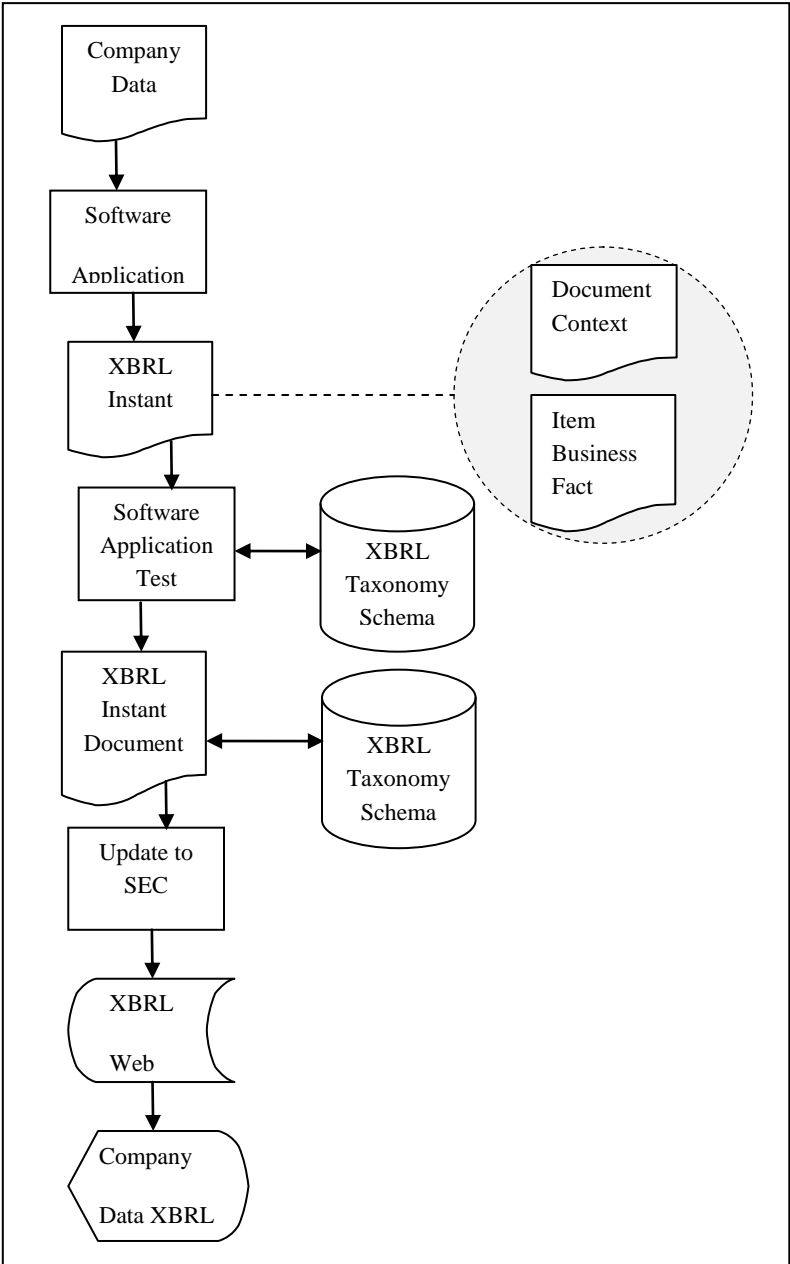 Company
Data
Software
Application
XBRL
Instant
Document
Context
Item
Business
Fact
Software
Application
Test
XBRL
Taxonomy
Schema
XBRL
Instant
Document
XBRL
Taxonomy
Schema
Update to
SEC
XBRL
Web
Company
Data XBRL